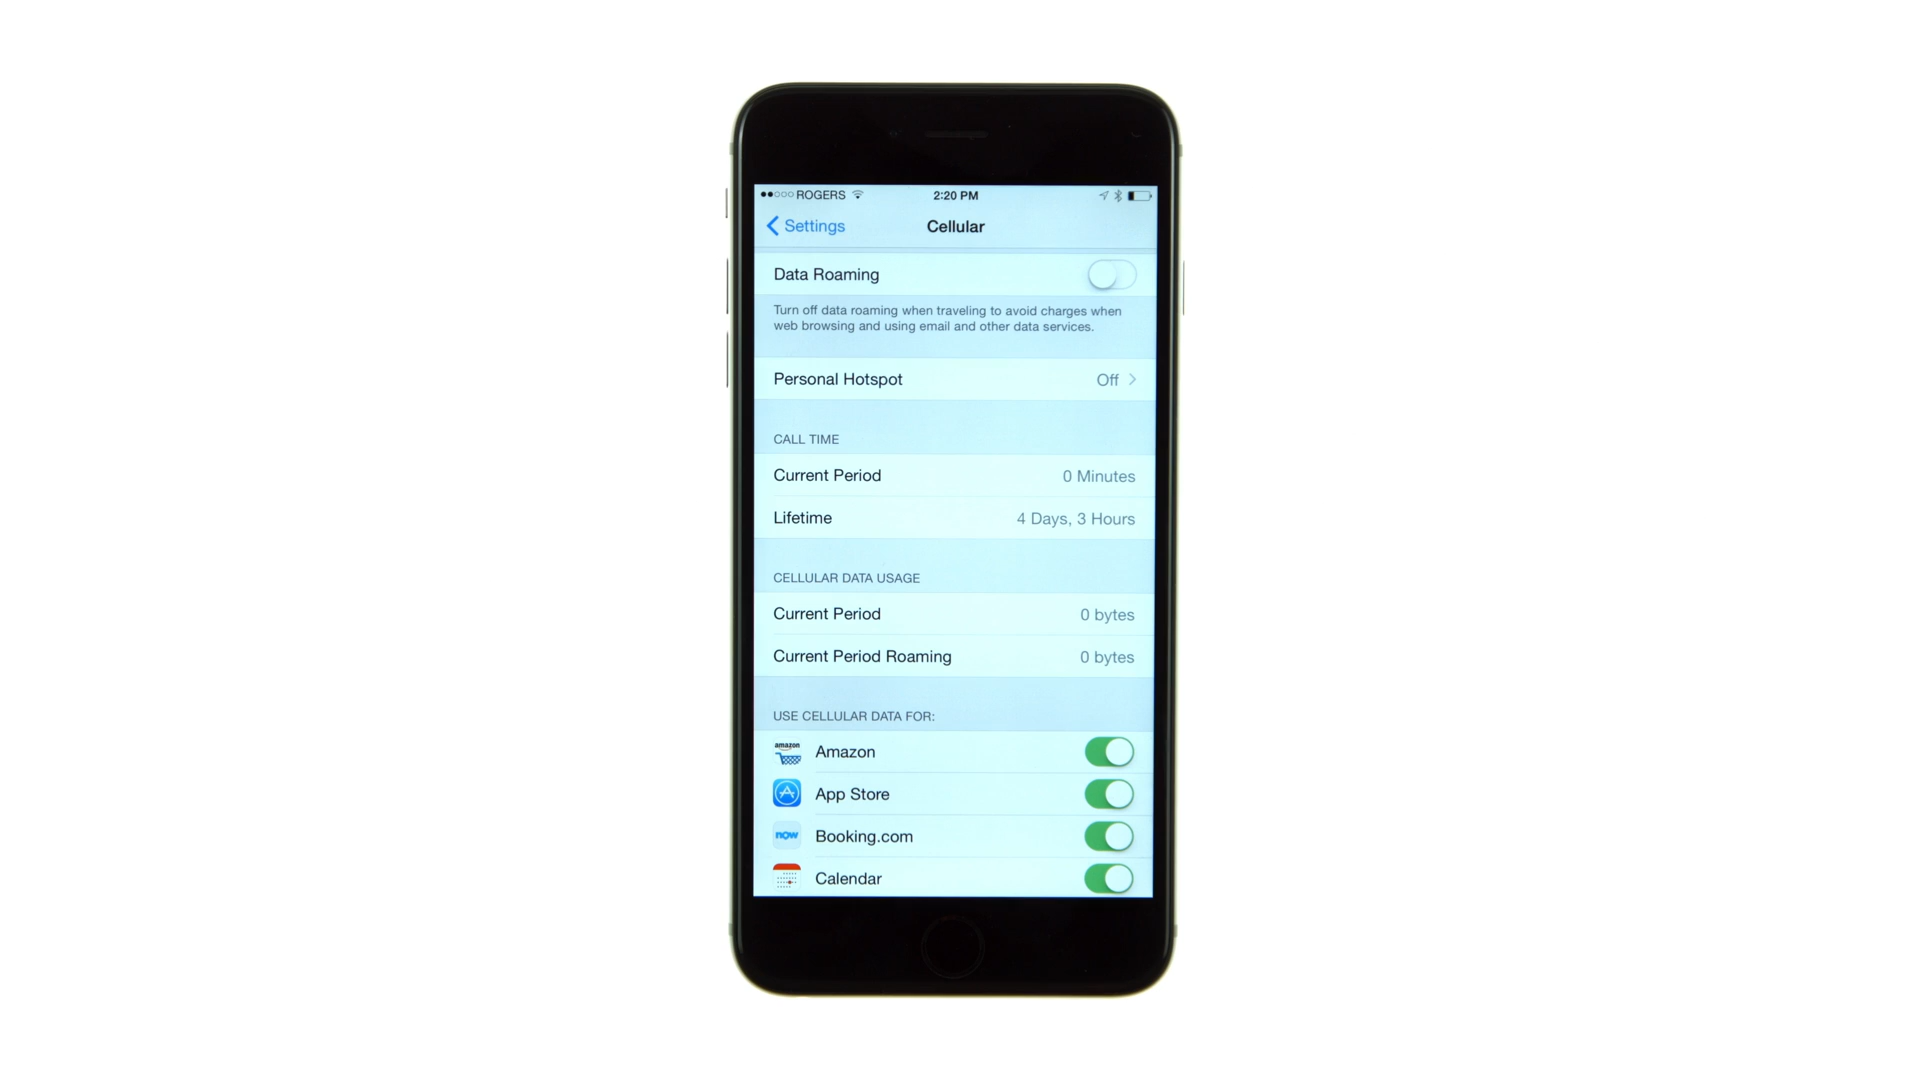 ROGERS 2:20 PM
Settings Cellular
Data Roaming
Turn off data roaming when traveling to avoid charges when
web browsing and using email and other data services.
Personal Hotspot Off
CALL TIME
Current Period 0 Minutes
Lifetime 4 Days, 3 Hours
CELLULAR DATA USAGE
Current Period 0 bytes
Current Period Roaming 0 bytes
USE CELLULAR DATA FOR:
amazon Amazon
App Store
now Booking.com
Calendar